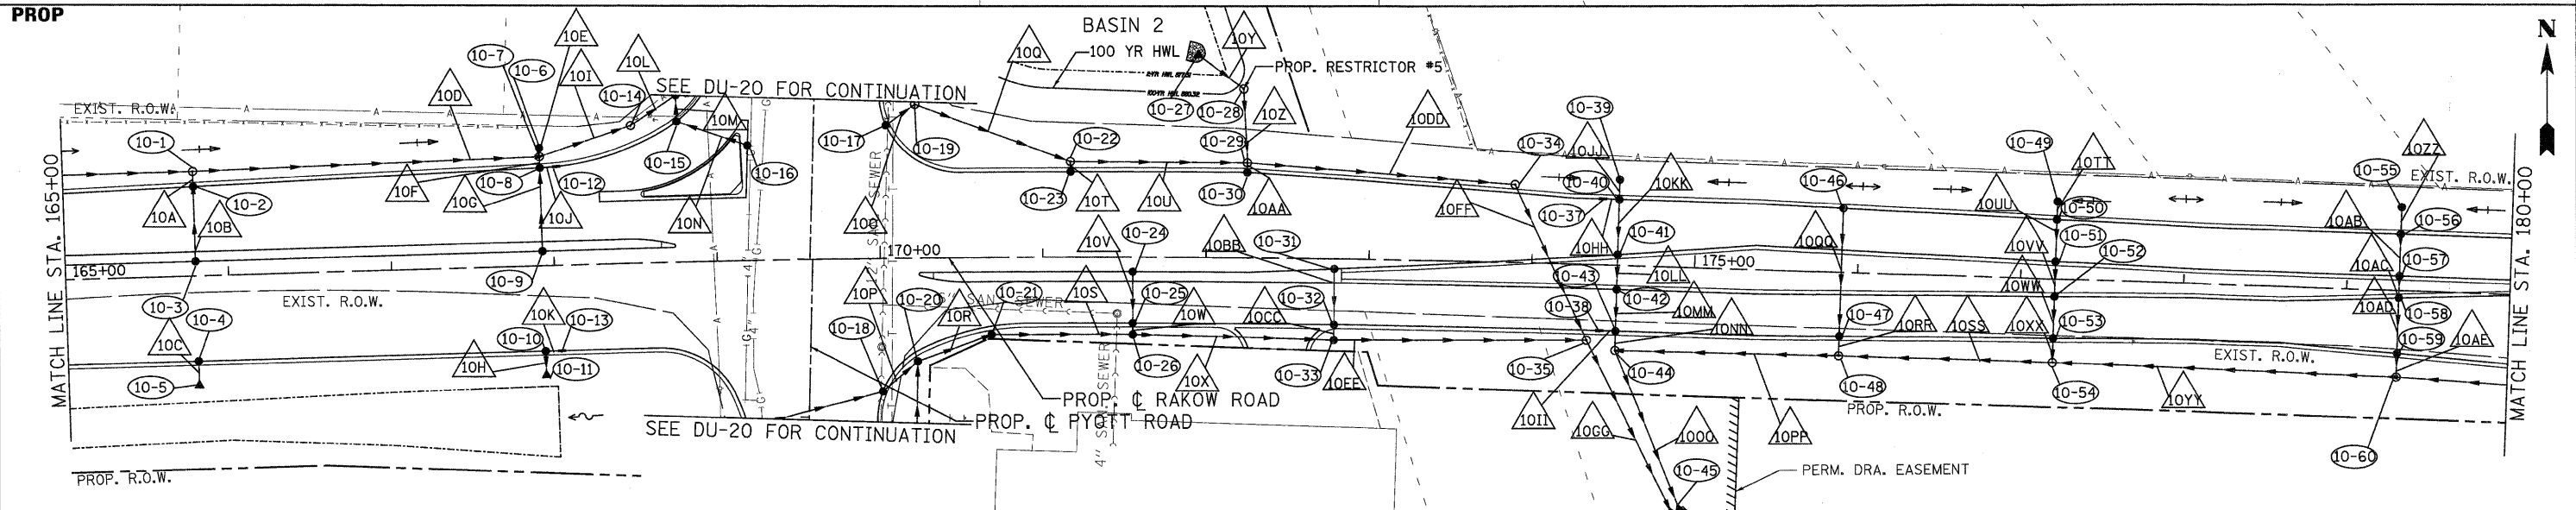 PROP
BASIN 2
100 YR HWL
PROP. RESTRICTOR #5
SEE DU-20 FOR CONTINUATION
N
EXIST. R.O.W.
10-1
10-2
10-3
10-4
10-5
10A
10B
10C
10D
10-7
10-6
10E
10I
10L
10-14
10F
10G
10-8
10-12
10J
10-9
10K
10-10
10-13
10-11
10H
10-15
10M
10-16
10N
10-17
10-19
10Q
10O
12" SAN SEWER
10P
10-18
10-20
10R
10-21
SAN. SEWER
10S
10-22
10-23
10T
10U
10V
10-24
10-25
10-26
10W
10X
10-27
10-28
10Y
10Z
10-29
10-30
10AA
10BB
10-31
10-32
10CC
10-33
10EE
10DD
10FF
10-34
10JJ
10-39
10-40
10KK
10-37
10HH
10-41
10LL
10-43
10-42
10-38
10MM
10NN
10-35
10-44
10II
10GG
10OO
10-45
10PP
10-46
10QQ
10-47
10RR
10SS
10-48
10-49
10TT
10UU
10-50
10-51
10VV
10-52
10WW
10XX
10-53
10-54
10YY
10-55
10ZZ
10AB
10-56
10AC
10-57
10AD
10-58
10-59
10AE
10-60
EXIST. R.O.W.
EXIST. R.O.W.
EXIST. R.O.W.
MATCH LINE STA. 165+00
165+00
170+00
175+00
MATCH LINE STA. 180+00
4"
G
G 4"
4" SAN SEWER
PROP. ℄ RAKOW ROAD
PROP. ℄ PYOTT ROAD
SEE DU-20 FOR CONTINUATION
PROP. R.O.W.
PROP. R.O.W.
PERM. DRA. EASEMENT